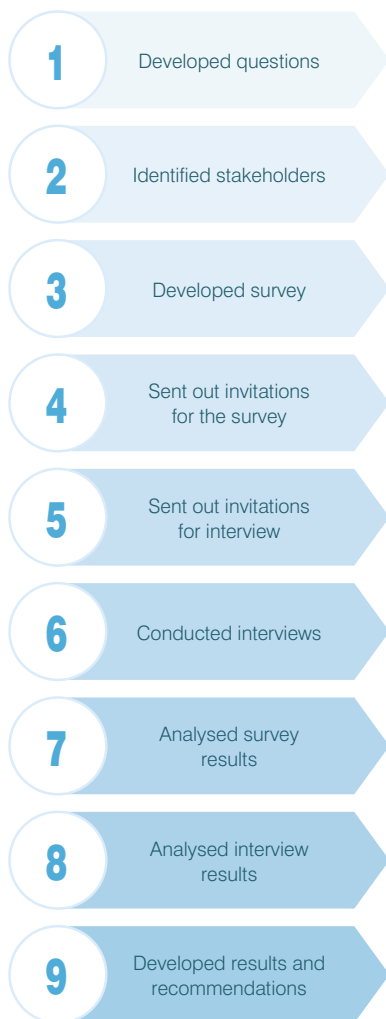 1
Developed questions
2
Identified stakeholders
3
Developed survey
4
Sent out invitations
for the survey
5
Sent out invitations
for interview
6
Conducted interviews
7
Analysed survey
results
8
Analysed interview
results
9
Developed results and
recommendations